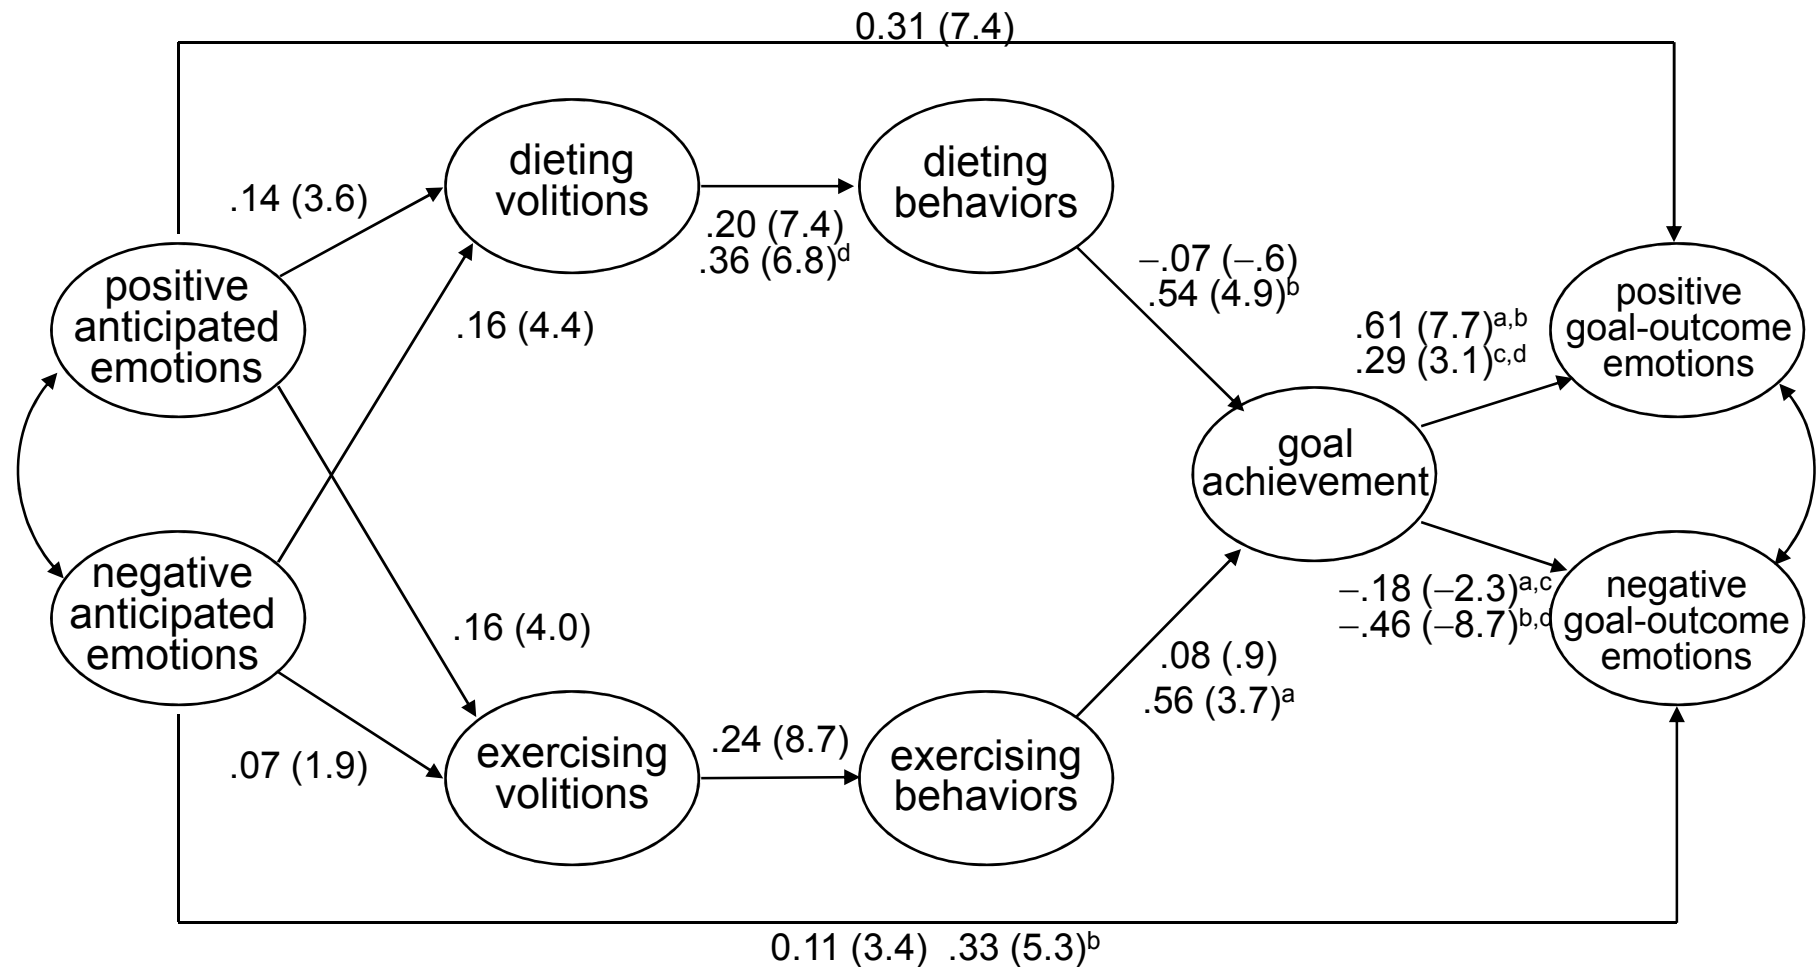 0.31 (7.4)
dieting
volitions
dieting
behaviors
.14 (3.6)
.20 (7.4)
.36 (6.8)d
positive
anticipated
emotions
.16 (4.4)
−.07 (−.6)
.54 (4.9)b
.61 (7.7)a,b
.29 (3.1)c,d
positive
goal-outcome
emotions
goal
achievement
negative
anticipated
emotions
.16 (4.0)
−.18 (−2.3)a,c
−.46 (−8.7)b,d
negative
goal-outcome
emotions
.08 (.9)
.56 (3.7)a
.07 (1.9)
exercising
volitions
.24 (8.7)
exercising
behaviors
0.11 (3.4) .33 (5.3)b